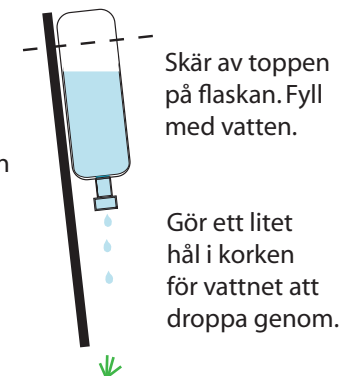 Skär av toppen
på flaskan. Fyll
med vatten.
n
Gör ett litet
hål i korken
för vattnet att
droppa genom.